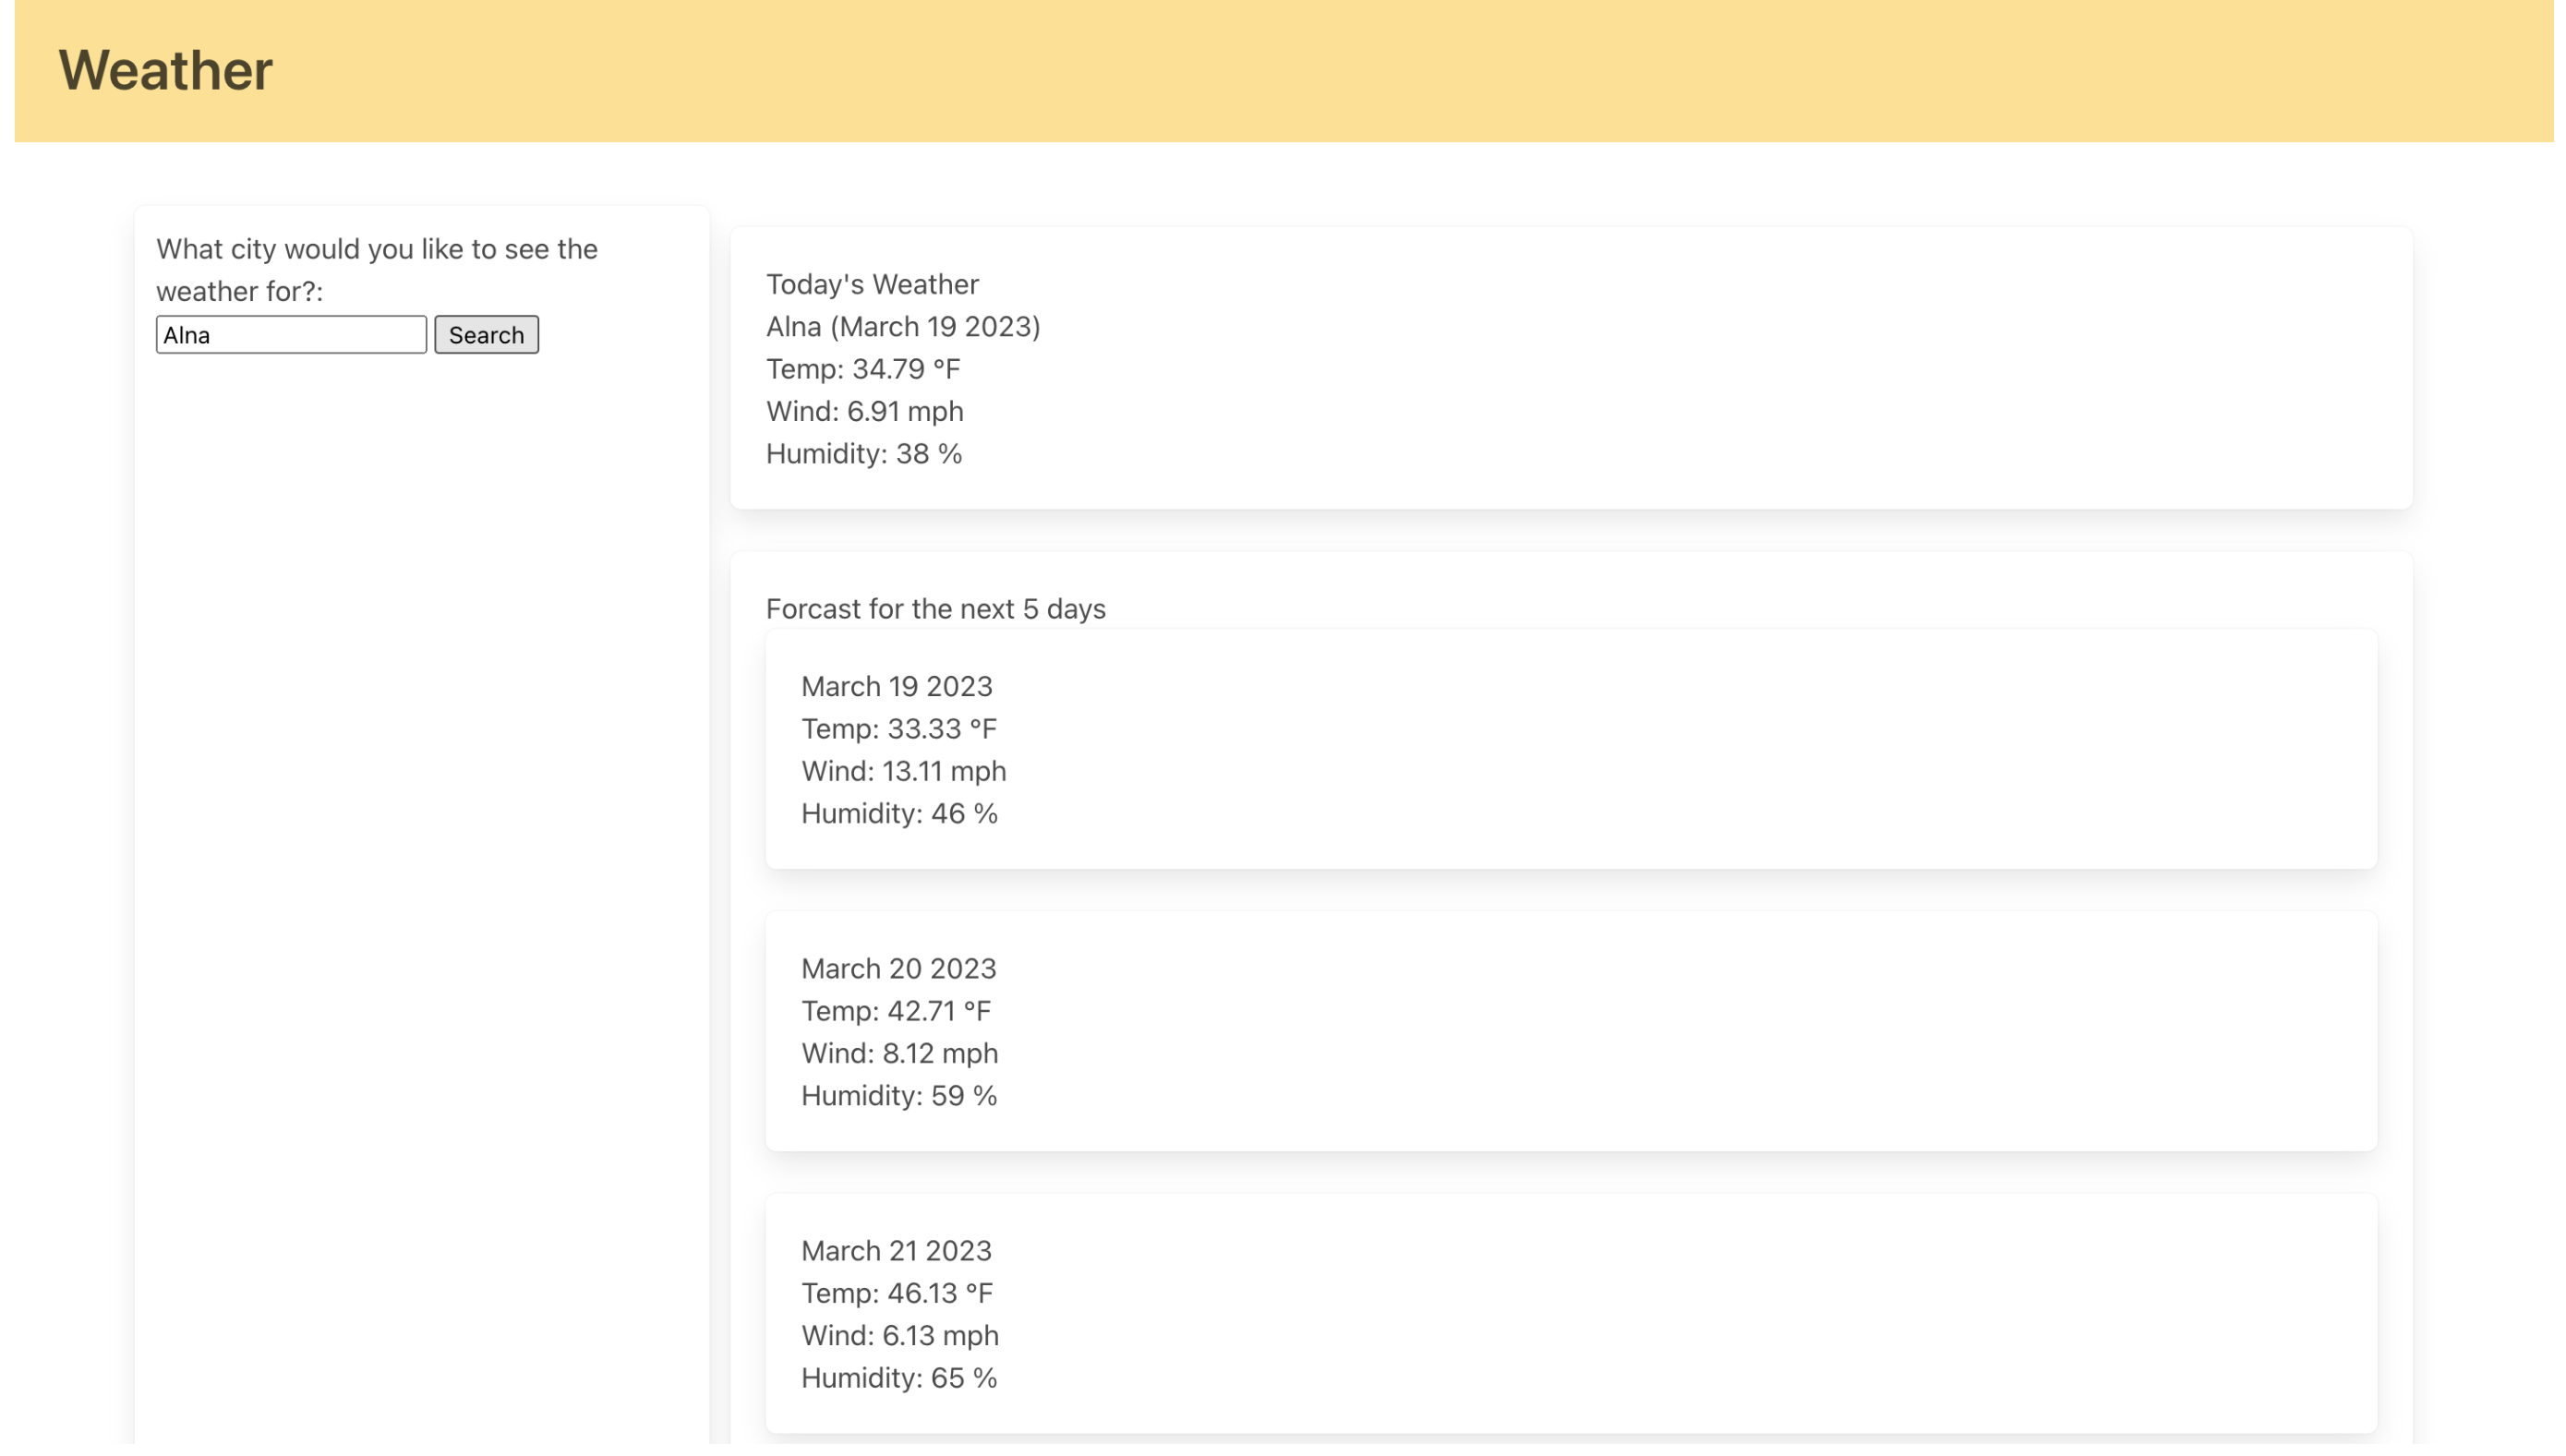 Weather
What city would you like to see the
weather for?:
Alna
Search
Today's Weather
Alna (March 19 2023)
Temp: 34.79 °F
Wind: 6.91 mph
Humidity: 38 %
Forcast for the next 5 days
March 19 2023
Temp: 33.33 °F
Wind: 13.11 mph
Humidity: 46 %
March 20 2023
Temp: 42.71 °F
Wind: 8.12 mph
Humidity: 59 %
March 21 2023
Temp: 46.13 °F
Wind: 6.13 mph
Humidity: 65 %